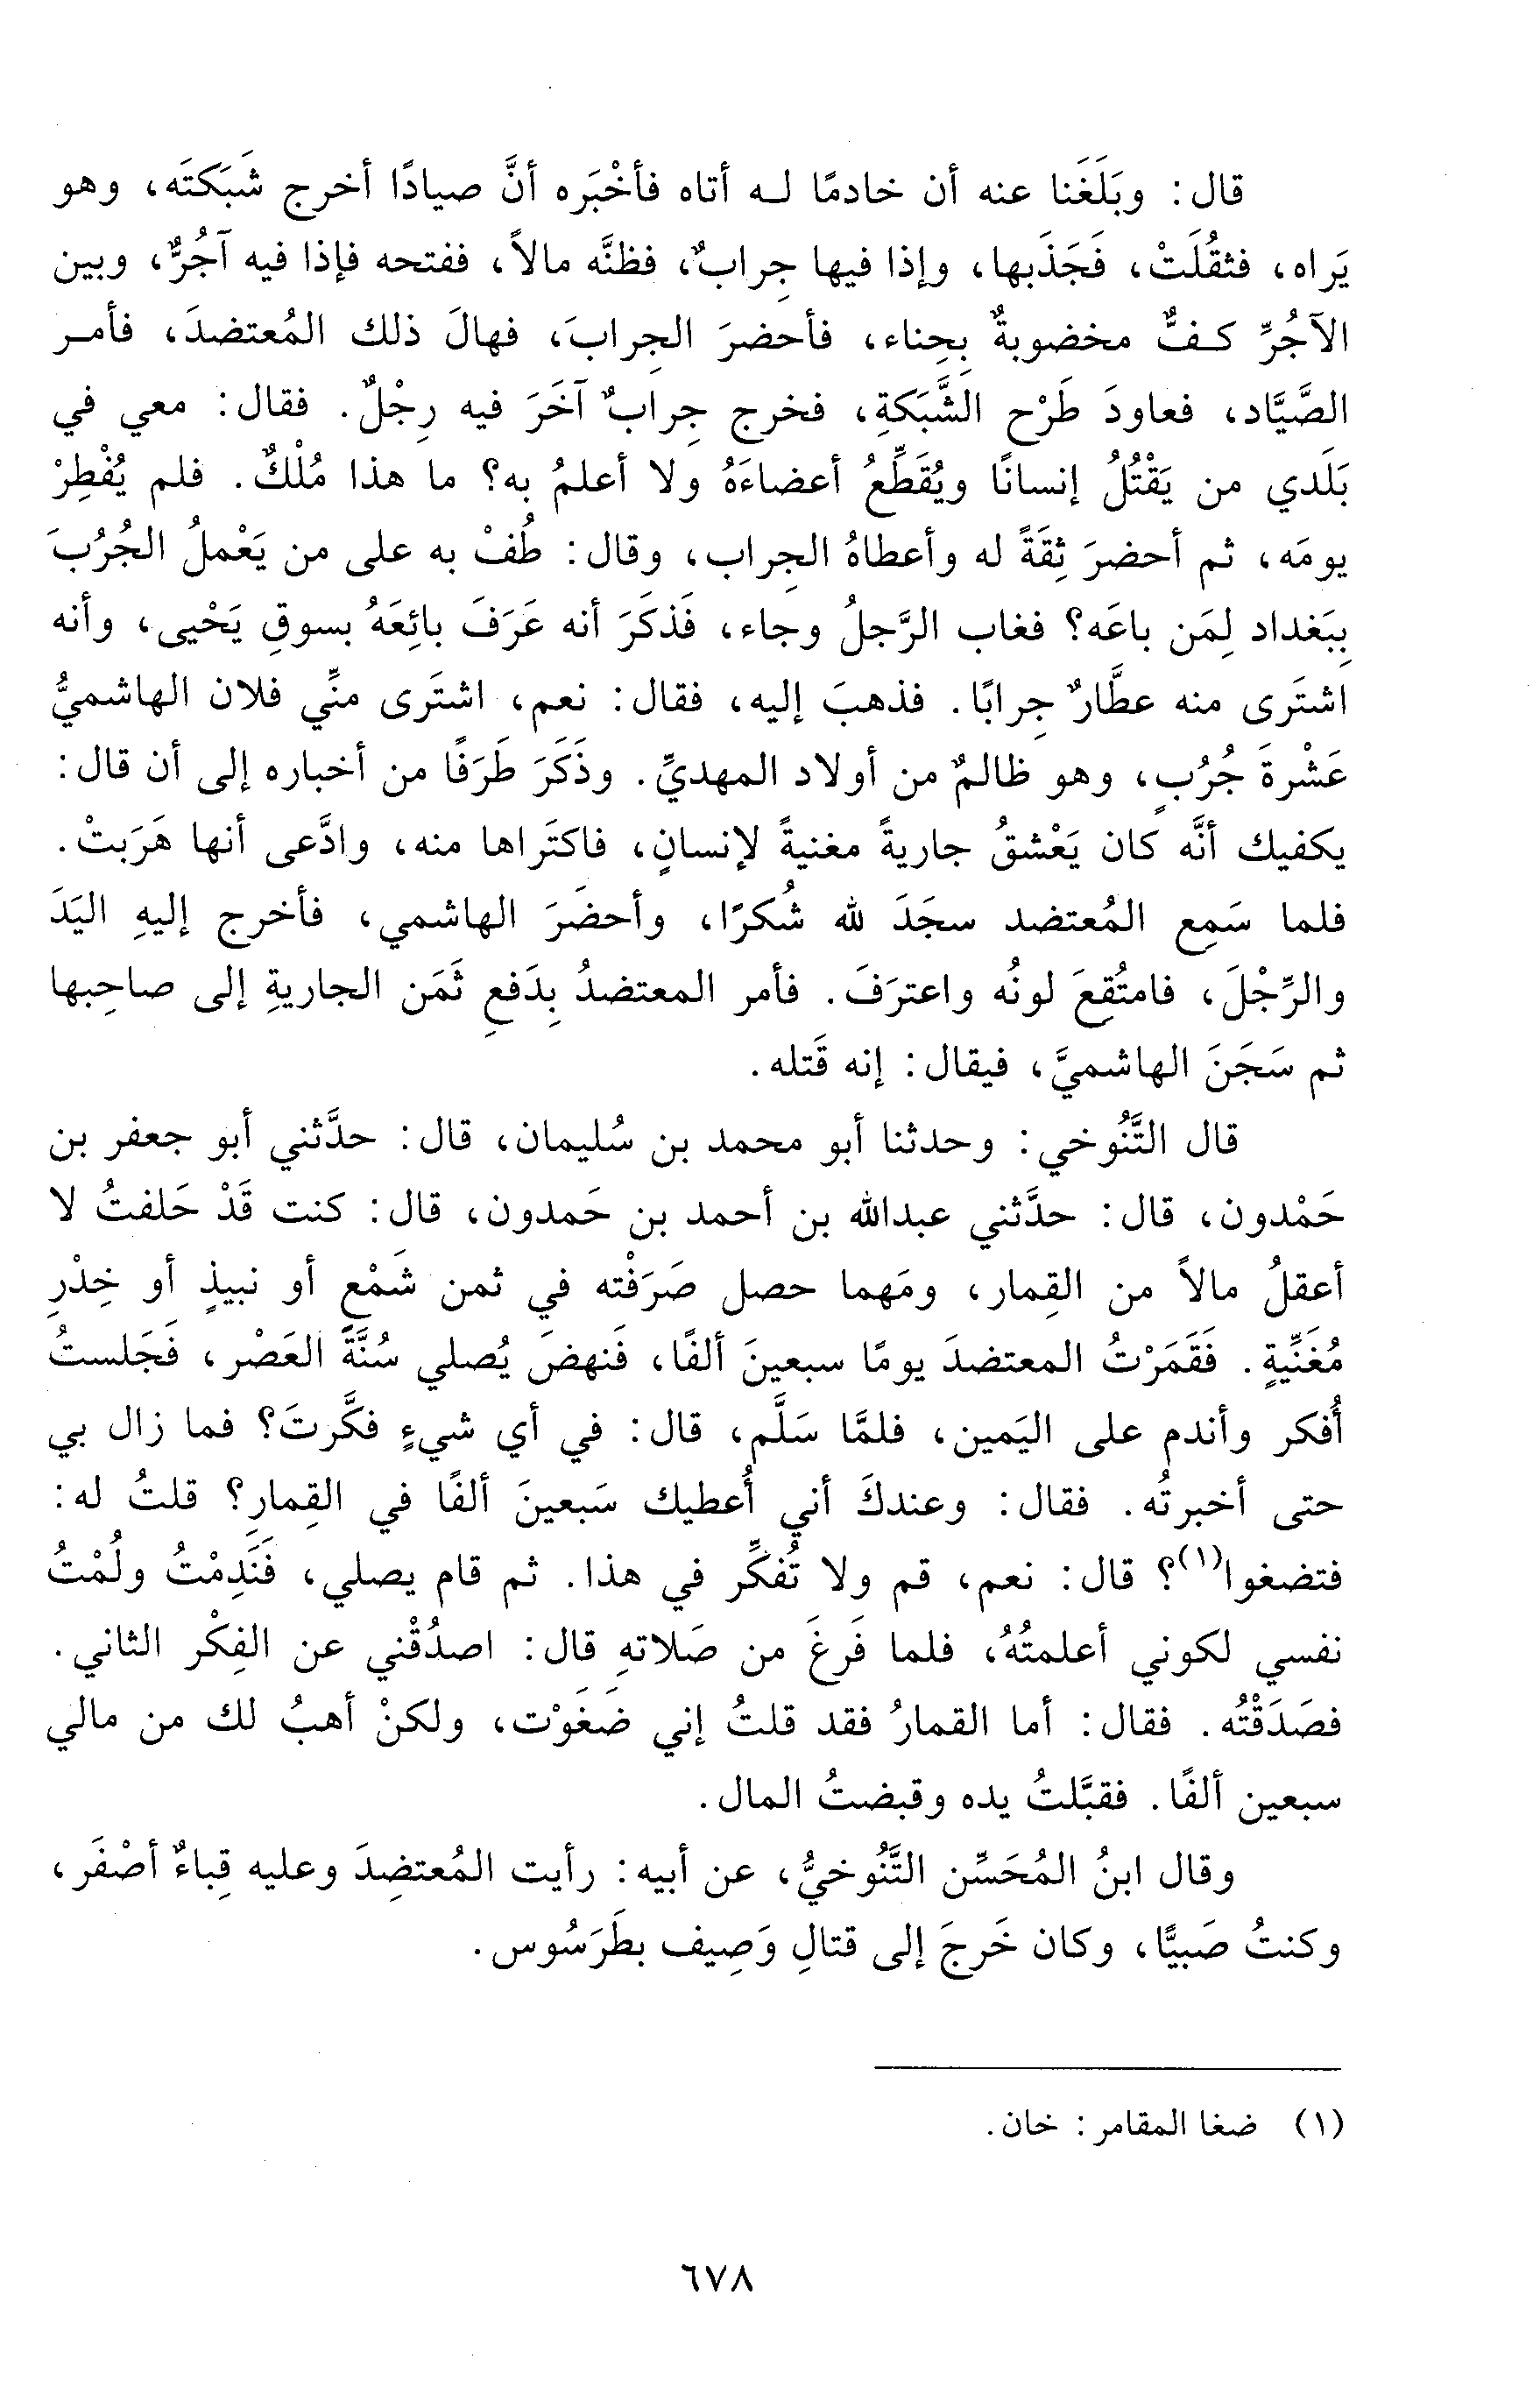 قال: وبَلَغَنا عنه أن خادمًا لـه أتاه فأخْبَره أنَّ صيادًا أخرج شَبَكتَه، وهو
يَراه، فثقُلَتْ، فَجَذَبها، وإذا فيها جِرابٌ، فظنَّه مالاً، ففتحه فإذا فيه آجُرٌّ، وبين
الآجُرِّ كـفٌّ مخضوبةٌ بِحِناء، فأحضرَ الجِرابَ، فهالَ ذلك المُعتضدَ، فأمـر
الصَّيَّاد، فعاودَ طَرْح الشَّبَكةِ، فخرج جِرابٌ آخَرَ فيه رِجْلٌ. فقال: معي في
بَلَدي من يَقْتُلُ إنسانًا ويُقَطِّعُ أعضاءَهُ ولا أعلمُ به؟ ما هذا مُلْكٌ. فلم يُفْطِرْ
يومَه، ثم أحضرَ ثِقَةً له وأعطاهُ الجِراب، وقال: طُفْ به على من يَعْملُ الجُرُبَ
بِبَغداد لِمَن باعَه؟ فغاب الرَّجلُ وجاء، فَذكَرَ أنه عَرَفَ بائِعَهُ بسوقِ يَحْيى، وأنه
اشتَرى منه عطَّارٌ جِرابًا. فذهبَ إليه، فقال: نعم، اشتَرى منِّي فلان الهاشميُّ
عَشْرةَ جُرُبٍ، وهو ظالمٌ من أولاد المهديِّ. وذَكَرَ طَرَفًا من أخباره إلى أن قال:
يكفيك أنَّه كان يَعْشقُ جاريةً مغنيةً لإنسانٍ، فاكتَراها منه، وادَّعى أنها هَرَبتْ.
فلما سَمِع المُعتضد سجَدَ لله شُكرًا، وأحضَرَ الهاشمي، فأخرج إليهِ اليَدَ
والرِّجْلَ، فامتُقِعَ لونُه واعترَفَ. فأمر المعتضدُ بِدَفعِ ثَمَن الجاريةِ إلى صاحِبها
ثم سَجَنَ الهاشميَّ، فيقال: إنه قَتله.
قال التَّنُوخي: وحدثنا أبو محمد بن سُليمان، قال: حدَّثني أبو جعفر بن
حَمْدون، قال: حدَّثني عبدالله بن أحمد بن حَمدون، قال: كنت قَدْ حَلفتُ لا
أعقلُ مالاً من القِمار، ومَهما حصل صَرَفْته في ثمن شَمْعٍ أو نبيذٍ أو خِدْرِ
مُغَنِّيةٍ. فَقَمَرْتُ المعتضدَ يومًا سبعينَ ألفًا، فَنهضَ يُصلي سُنَّةَ العَصْر، فَجَلستُ
أُفكر وأندم على اليَمين، فلمَّا سَلَّم، قال: في أي شيءٍ فكَّرتَ؟ فما زال بي
حتى أخبرتُه. فقال: وعندكَ أني أُعطيك سَبعينَ ألفًا في القِمارِ؟ قلتُ له:
فتضغوا(١)؟ قال: نعم، قم ولا تُفكِّر في هذا. ثم قام يصلي، فَنَدِمْتُ ولُمْتُ
نفسي لكوني أعلمتُهُ، فلما فَرغَ من صَلاتهِ قال: اصدُقْني عن الفِكْر الثاني.
فصَدَقْتُه. فقال: أما القمارُ فقد قلتُ إني ضَغَوْت، ولكنْ أهبُ لك من مالي
سبعين ألفًا. فقبَّلتُ يده وقبضتُ المال.
وقال ابنُ المُحَسِّن التَّنُوخيُّ، عن أبيه: رأيت المُعتضِدَ وعليه قِباءٌ أصْفَر،
وكنتُ صَبيًّا، وكان خَرجَ إلى قتالِ وَصِيف بطَرَسُوس.
(١) ضغا المقامر: خان.
٦٧٨